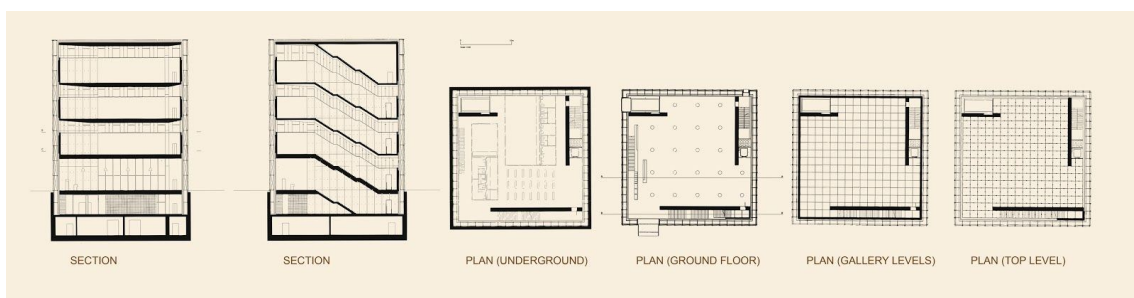 SECTION
SECTION
PLAN (UNDERGROUND)
PLAN (GROUND FLOOR)
PLAN (GALLERY LEVELS)
PLAN (TOP LEVEL)